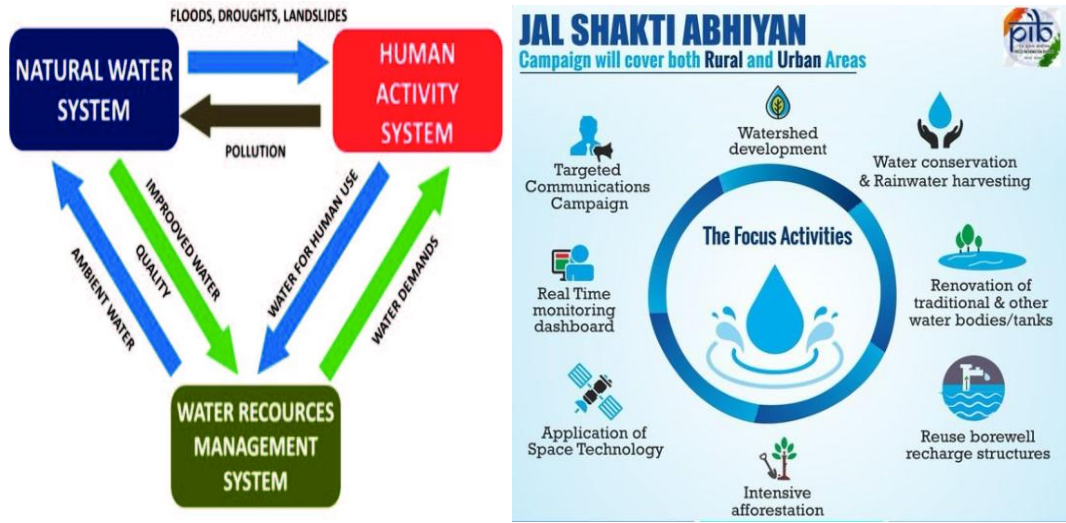 FLOODS, DROUGHTS, LANDSLIDES
NATURAL WATER
SYSTEM
HUMAN
ACTIVITY
SYSTEM
POLLUTION
AMBIENT WATER
IMPROOVED WATER
QUALITY
WATER FOR HUMAN USE
WATER DEMANDS
WATER RECOURCES
MANAGEMENT
SYSTEM
JAL SHAKTI ABHIYAN
Campaign will cover both Rural and Urban Areas
pib
Watershed
development
Water conservation
& Rainwater harvesting
Renovation of
traditional & other
water bodies/tanks
Reuse borewell
recharge structures
Intensive
afforestation
Application of
Space Technology
Real Time
monitoring
dashboard
Targeted
Communications
Campaign
The Focus Activities